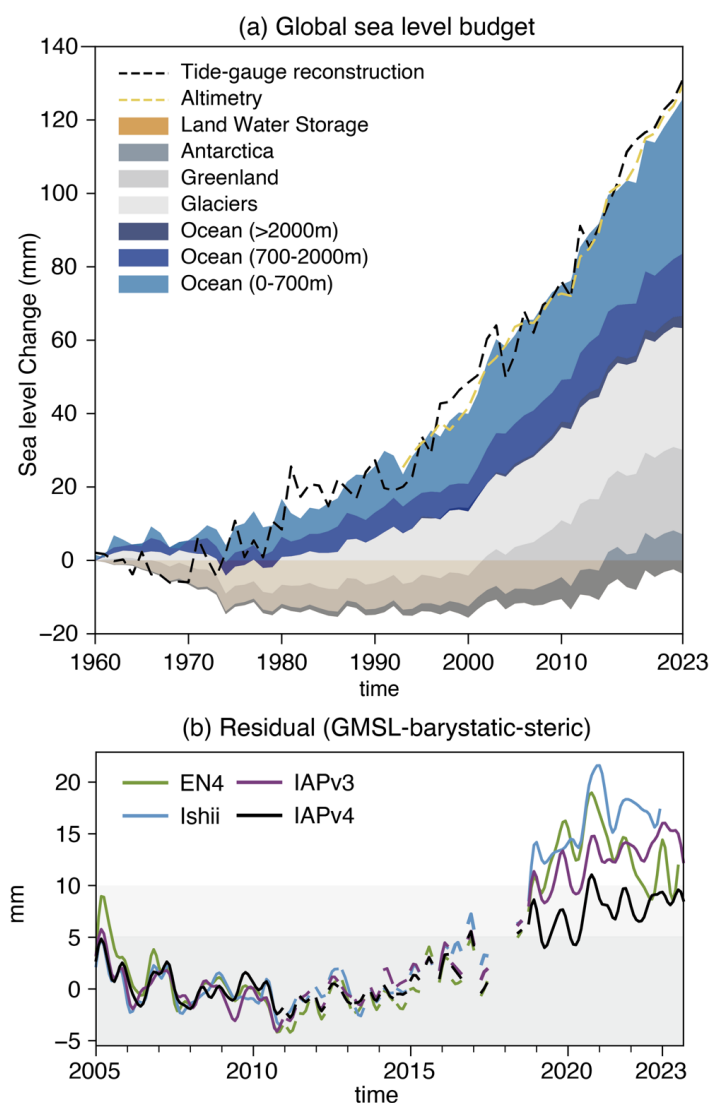 (a) Global sea level budget
140
120
100
80
60
40
20
0
−20
Sea level Change (mm)
Tide-gauge reconstruction
Altimetry
Land Water Storage
Antarctica
Greenland
Glaciers
Ocean (>2000m)
Ocean (700-2000m)
Ocean (0-700m)
1960 1970 1980 1990 2000 2010 2023
time
(b) Residual (GMSL-barystatic-steric)
20
15
10
5
0
−5
mm
EN4 IAPv3
Ishii IAPv4
2005 2010 2015 2020 2023
time